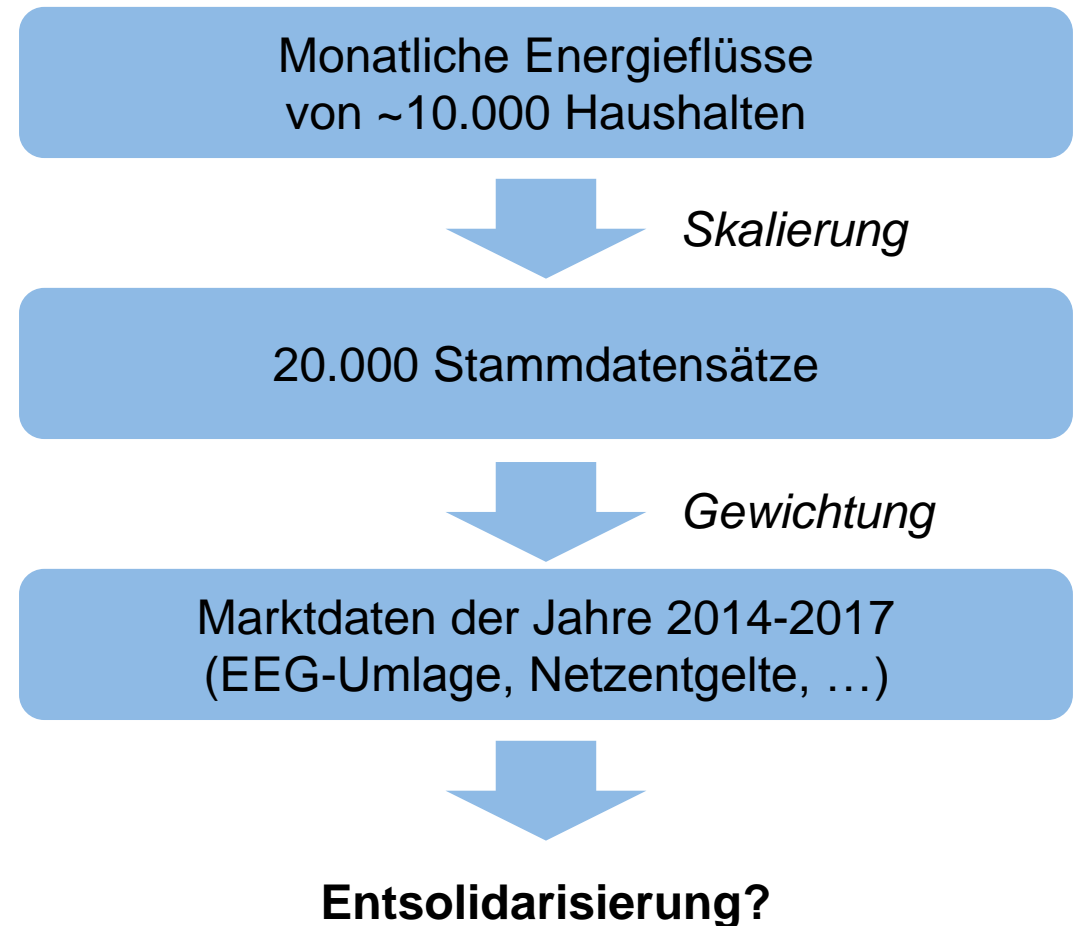 Monatliche Energieflüsse
von ~10.000 Haushalten
Skalierung
20.000 Stammdatensätze
Gewichtung
Marktdaten der Jahre 2014-2017
(EEG-Umlage, Netzentgelte, …)
Entsolidarisierung?